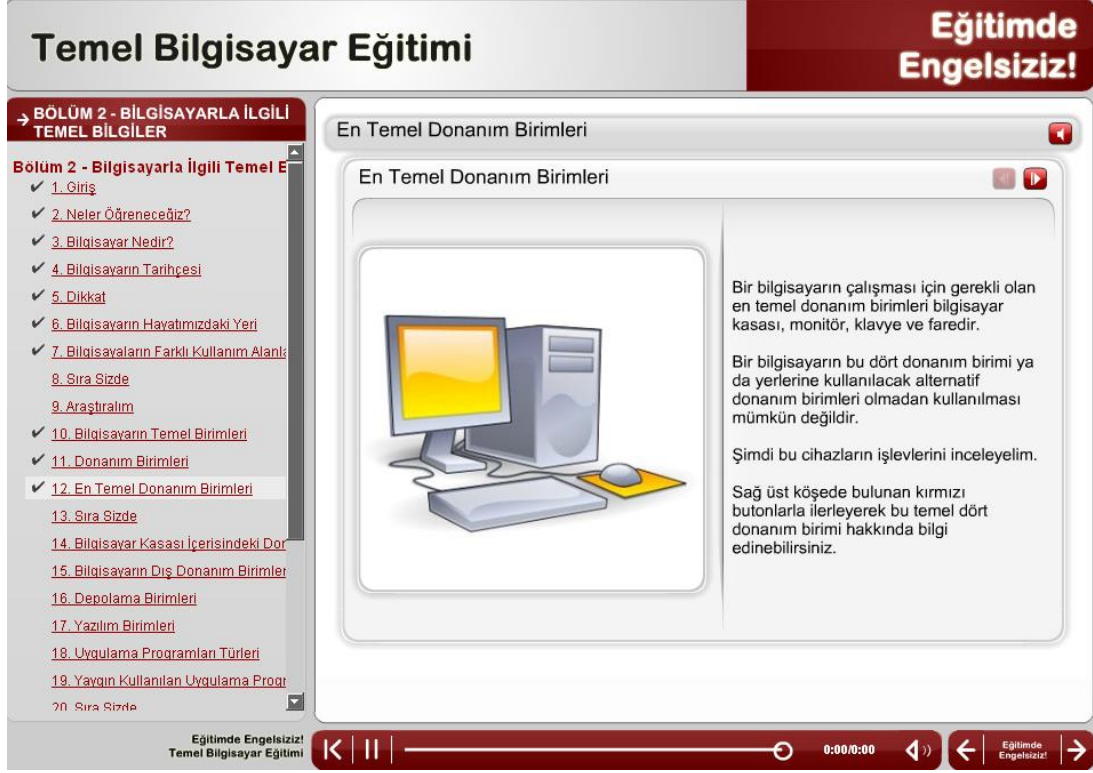 Temel Bilgisayar Eğitimi
Eğitimde
Engelsiziz!
BÖLÜM 2 - BİLGİSAYARLA İLGİLİ
TEMEL BİLGİLER
Bölüm 2 - Bilgisayarla İlgili Temel
1. Giriş
2. Neler Öğreneceğiz?
3. Bilgisayar Nedir?
4. Bilgisayarın Tarihçesi
5. Dikkat
6. Bilgisayarın Hayatımızdaki Yeri
7. Bilgisayaların Farklı Kullanım
8. Sıra Sizde
9. Araştıralım
10. Bilgisayarın Temel Birimleri
11. Donanım Birimleri
12. En Temel Donanım Birimleri
13. Sıra Sizde
14. Bilgisayar Kasası İçerisindeki
15. Bilgisayarın Dış Donanım
16. Depolama Birimleri
17. Yazılım Birimleri
18. Uygulama Programları Türleri
19. Yaygın Kullanılan Uygulama
20. Sıra Sizde
En Temel Donanım Birimleri
En Temel Donanım Birimleri
Bir bilgisayarın çalışması için gerekli olan
en temel donanım birimleri bilgisayar
kasası, monitör, klavye ve faredir.
Bir bilgisayarın bu dört donanım birimi ya
da yerlerine kullanılacak alternatif
donanım birimleri olmadan kullanılması
mümkün değildir.
Şimdi bu cihazların işlevlerini inceleyelim.
Sağ üst köşede bulunan kırmızı
butonlarla ilerleyerek bu temel dört
donanım birimi hakkında bilgi
edinebilirsiniz.
Eğitimde Engelsiziz!
Temel Bilgisayar Eğitimi
0:00/0:00
Eğitimde
Engelsiziz!